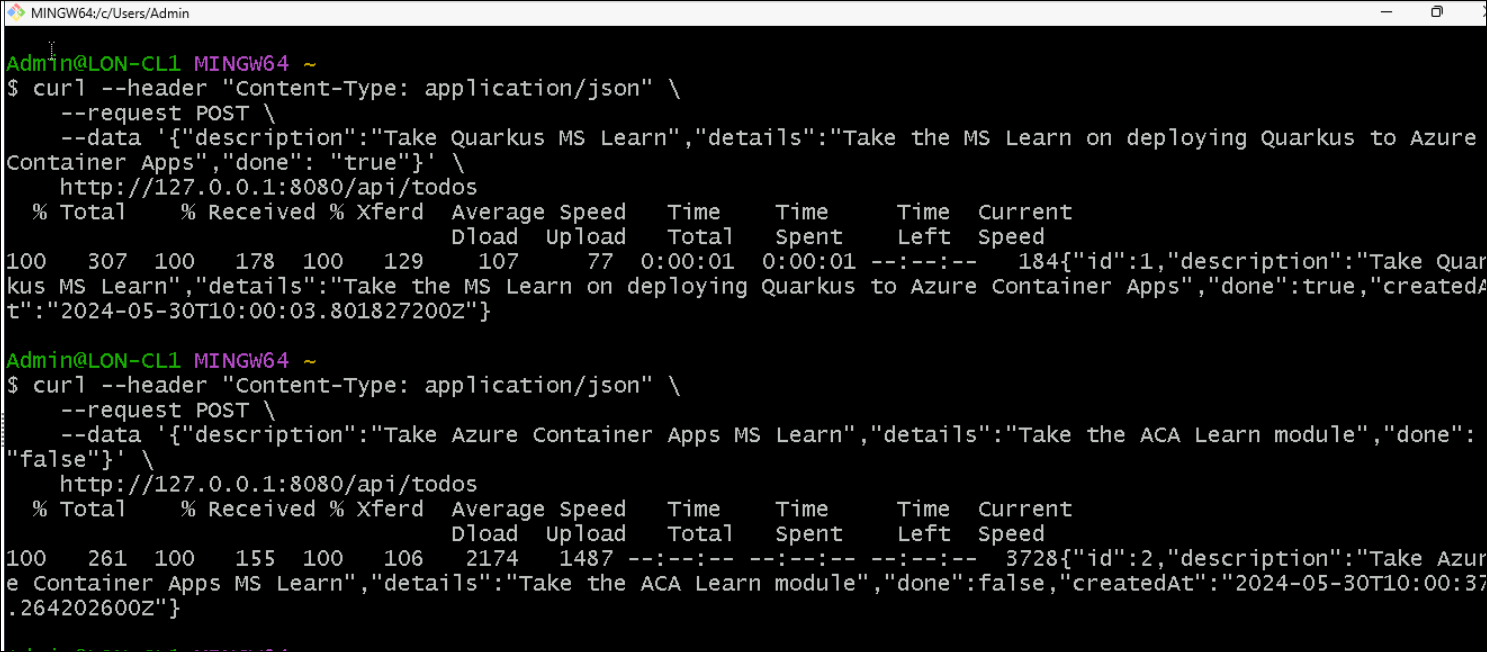 MINGW64:/c/Users/Admin
Admin@LON-CL1 MINGW64 ~
$ curl --header "Content-Type: application/json" \
    --request POST \
    --data '{"description":"Take Quarkus MS Learn","details":"Take the MS Learn on deploying Quarkus to Azure
Container Apps","done": "true"}' \
    http://127.0.0.1:8080/api/todos
  % Total    % Received % Xferd  Average Speed   Time    Time     Time  Current
                                 Dload  Upload   Total   Spent    Left  Speed
100   307  100   178  100   129    107     77  0:00:01  0:00:01 --:--:--   184{"id":1,"description":"Take Quar
kus MS Learn","details":"Take the MS Learn on deploying Quarkus to Azure Container Apps","done":true,"createdA
t":"2024-05-30T10:00:03.801827200Z"}
Admin@LON-CL1 MINGW64 ~
$ curl --header "Content-Type: application/json" \
    --request POST \
    --data '{"description":"Take Azure Container Apps MS Learn","details":"Take the ACA Learn module","done":
"false"}' \
    http://127.0.0.1:8080/api/todos
  % Total    % Received % Xferd  Average Speed   Time    Time     Time  Current
                                 Dload  Upload   Total   Spent    Left  Speed
100   261  100   155  100   106   2174   1487 --:--:-- --:--:-- --:--:--  3728{"id":2,"description":"Take Azur
e Container Apps MS Learn","details":"Take the ACA Learn module","done":false,"createdAt":"2024-05-30T10:00:37
.264202600Z"}